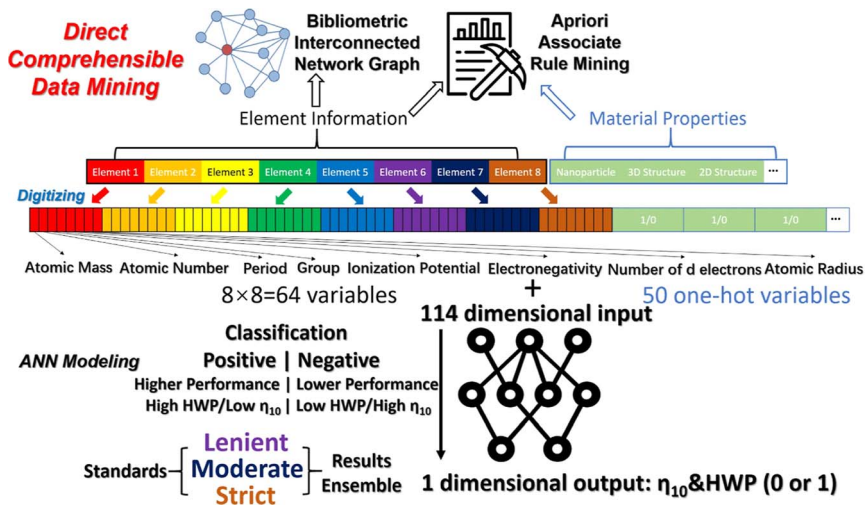 Direct
Comprehensible
Data Mining
Bibliometric
Interconnected
Network Graph
Apriori
Associate
Rule Mining
Element Information
Material Properties
Element 1 Element 2 Element 3 Element 4 Element 5 Element 6 Element 7 Element 8 Nanoparticle 3D Structure 2D Structure ...
Digitizing
1/0 1/0 1/0 ...
Atomic Mass Atomic Number Period Group Ionization Potential Electronegativity Number of d electrons Atomic Radius
8×8=64 variables + 50 one-hot variables
114 dimensional input
ANN Modeling
Classification
Positive | Negative
Higher Performance | Lower Performance
High HWP/Low η10 | Low HWP/High η10
Standards
Lenient
Moderate
Strict
Results
Ensemble
1 dimensional output: η10&HWP (0 or 1)